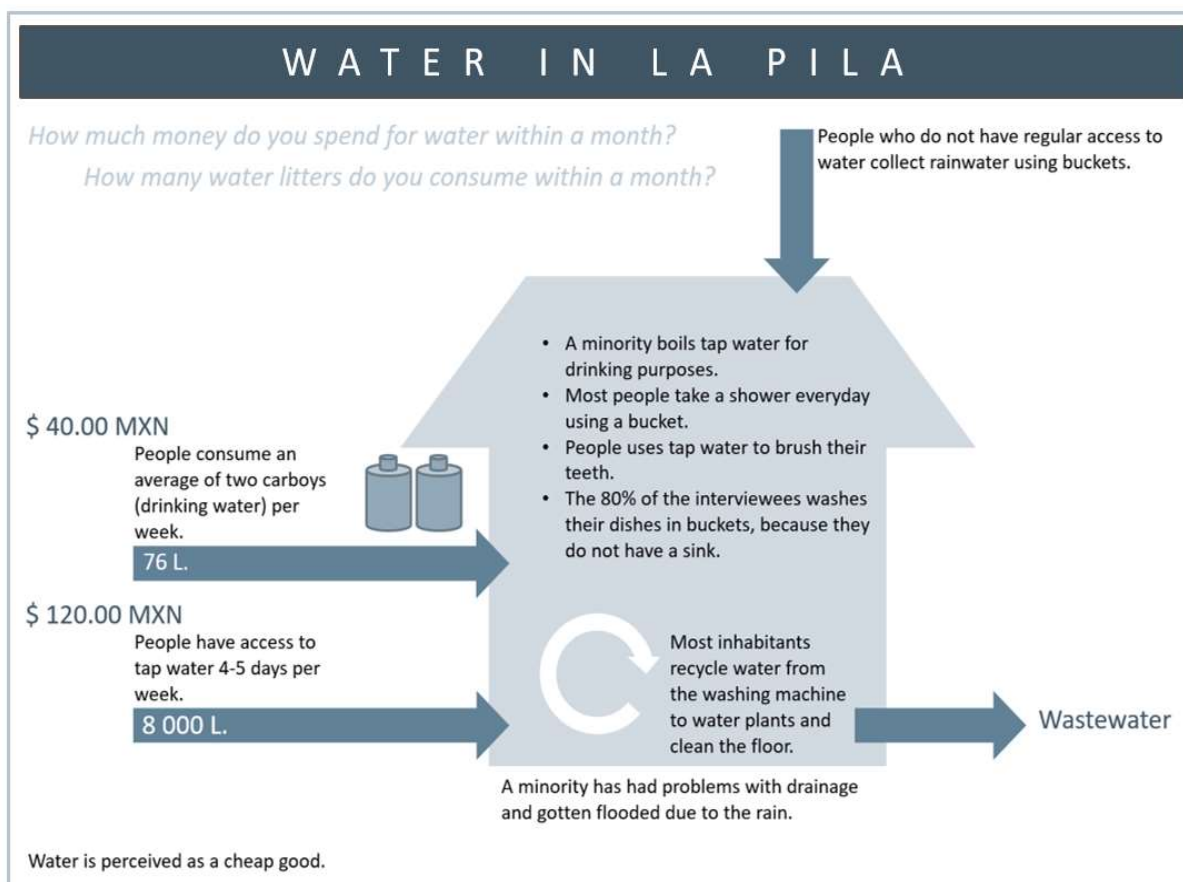 WATER IN LA PILA
How much money do you spend for water within a month?
How many water litters do you consume within a month?
People who do not have regular access to
water collect rainwater using buckets.
• A minority boils tap water for
drinking purposes.
• Most people take a shower everyday
using a bucket.
• People uses tap water to brush their
teeth.
• The 80% of the interviewees washes
their dishes in buckets, because they
do not have a sink.
$ 40.00 MXN
People consume an
average of two carboys
(drinking water) per
week.
76 L.
$ 120.00 MXN
People have access to
tap water 4-5 days per
week.
8 000 L.
Most inhabitants
recycle water from
the washing machine
to water plants and
clean the floor.
Wastewater
A minority has had problems with drainage
and gotten flooded due to the rain.
Water is perceived as a cheap good.